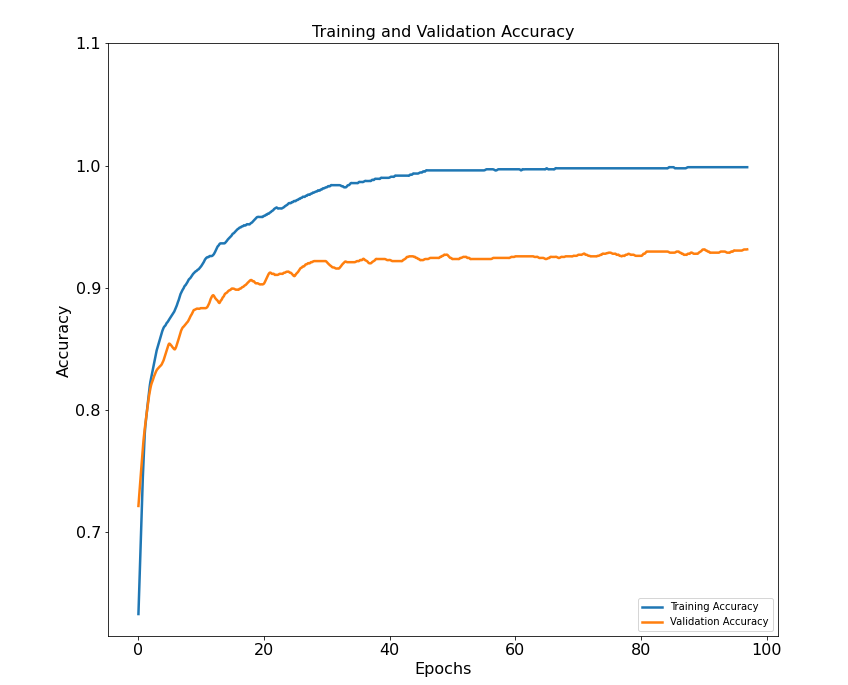 Training and Validation Accuracy
1.1
1.0
0.9
0.8
0.7
Accuracy
Training Accuracy
Validation Accuracy
0 20 40 60 80 100
Epochs